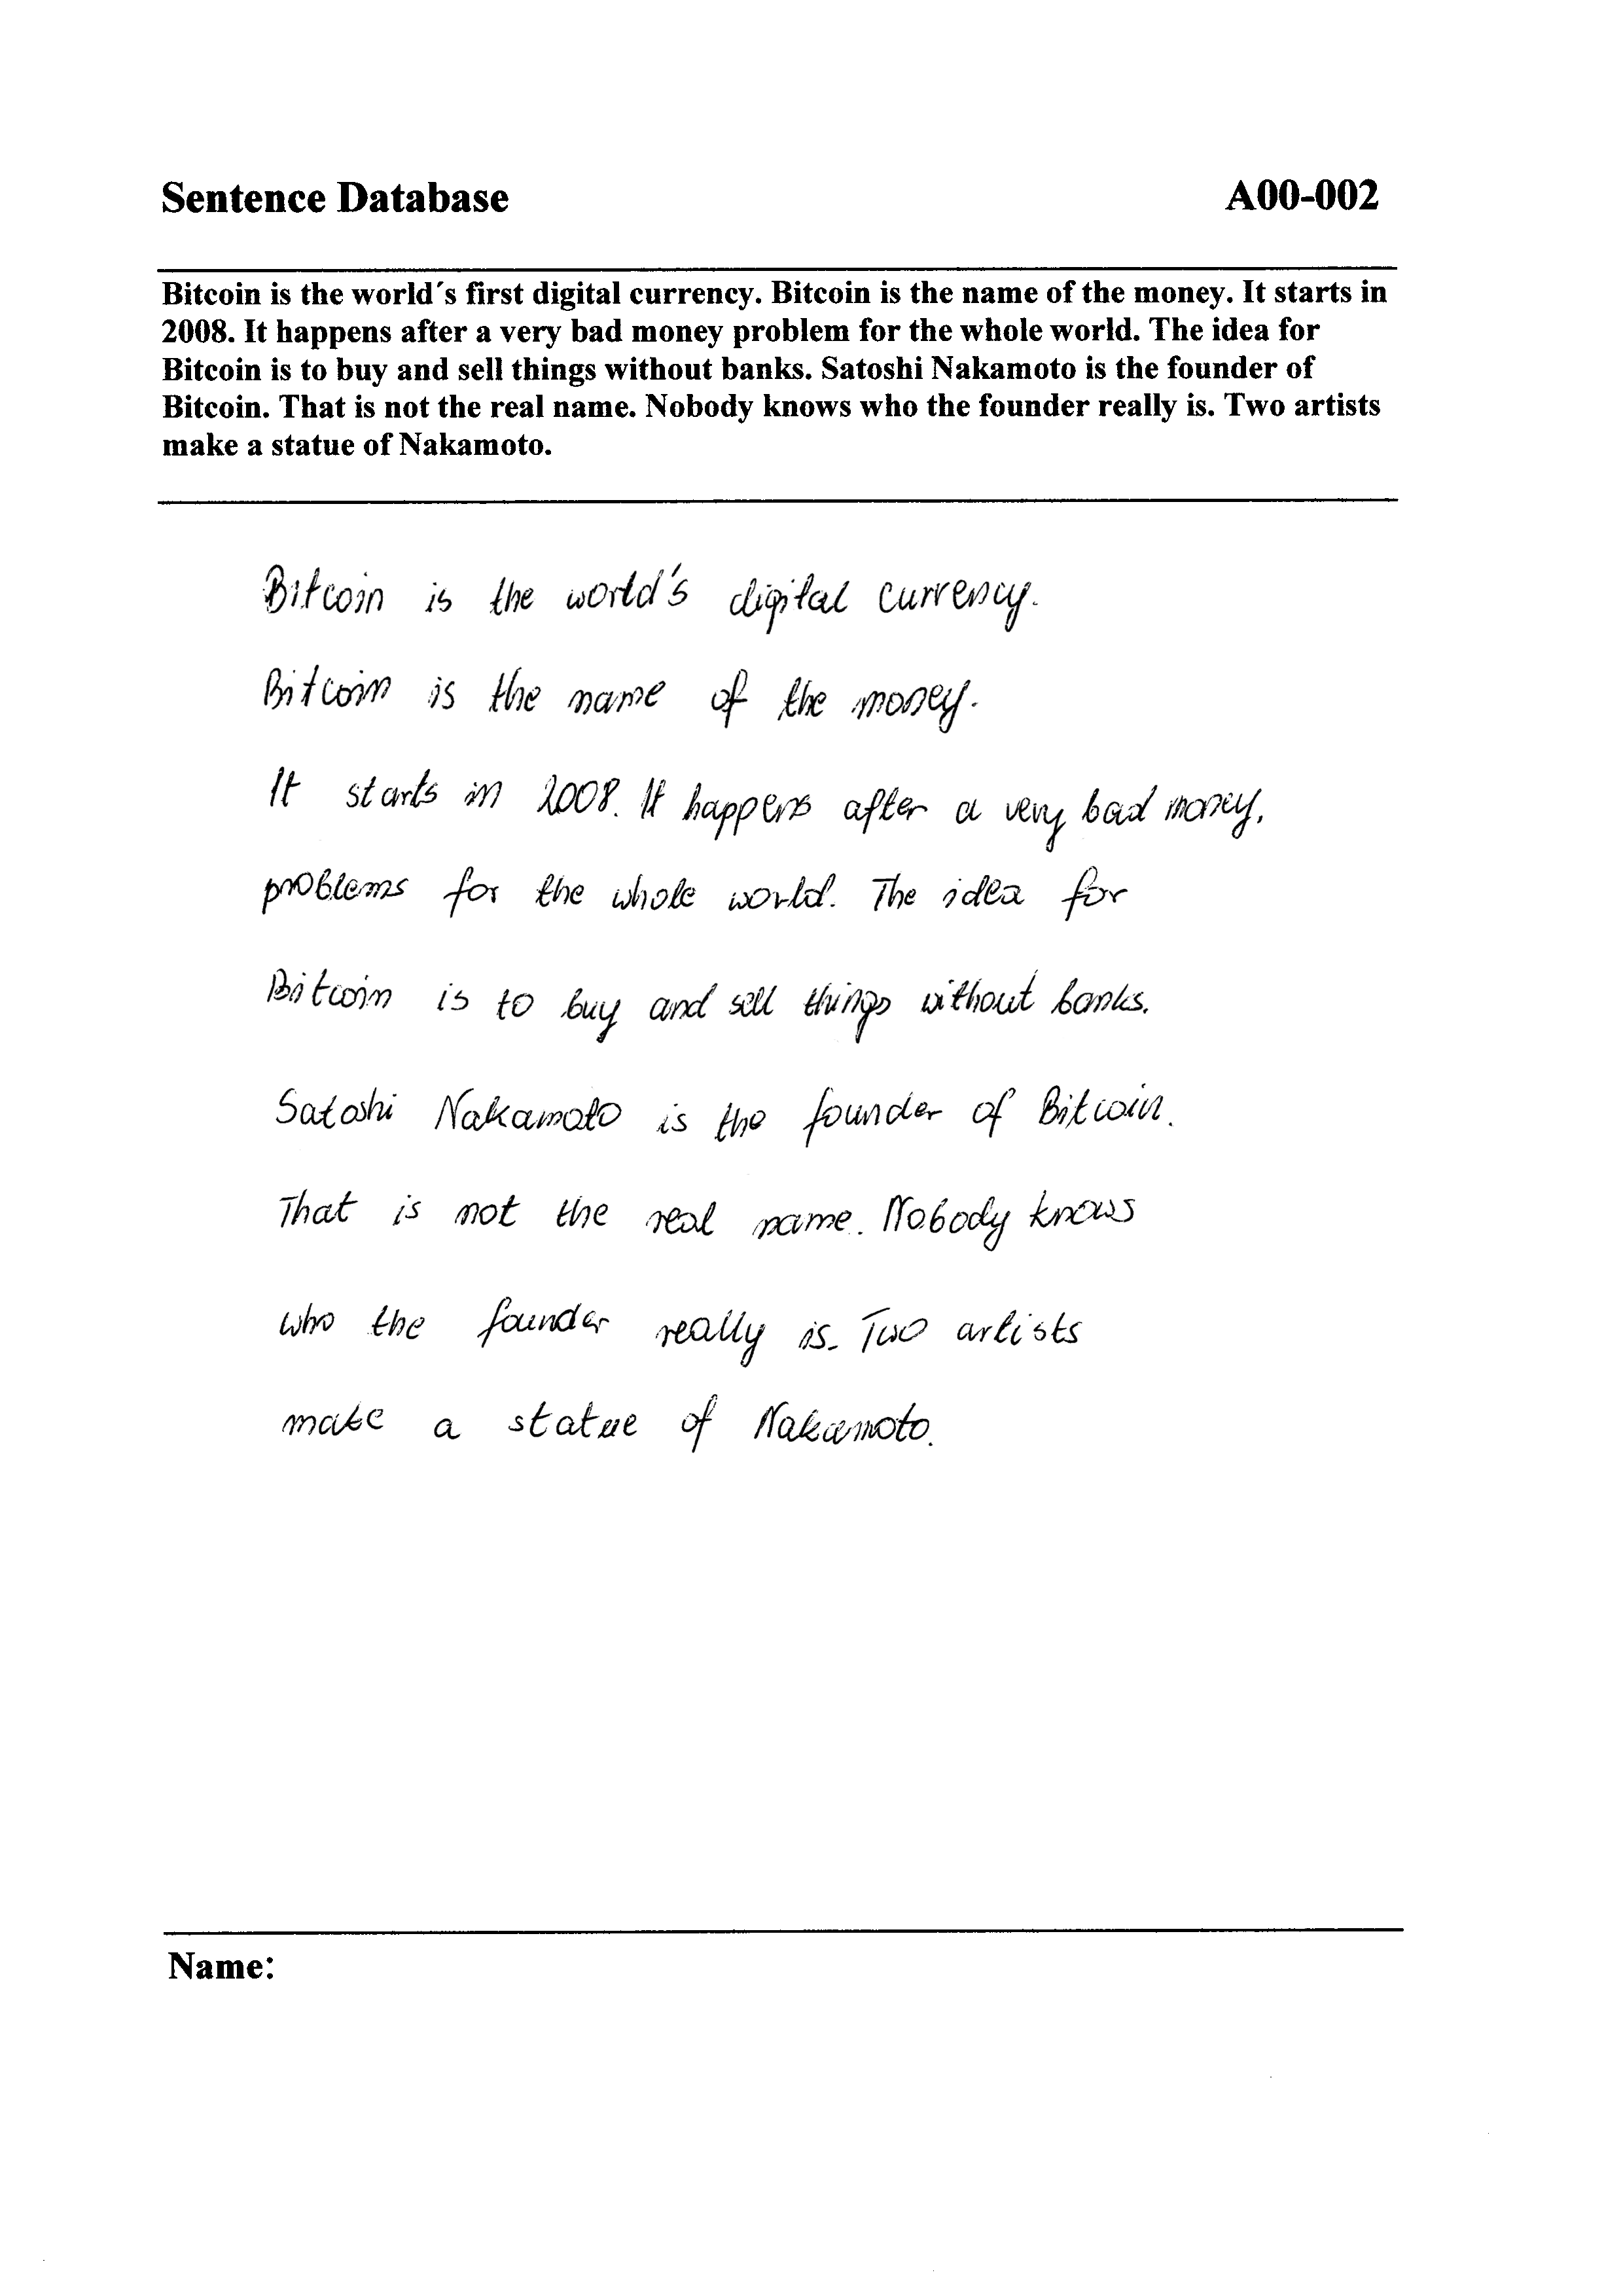 Sentence Database A00-002
Bitcoin is the world´s first digital currency. Bitcoin is the name of the money. It starts in
2008. It happens after a very bad money problem for the whole world. The idea for
Bitcoin is to buy and sell things without banks. Satoshi Nakamoto is the founder of
Bitcoin. That is not the real name. Nobody knows who the founder really is. Two artists
make a statue of Nakamoto.
Bitcoin is the world's digital currency.
Bitcoin is the name of the money.
It starts in 2008. It happens after a very bad money,
problems for the whole world. The idea for
Bitcoin is to buy and sell things without banks.
Satoshi Nakamoto is the founder of Bitcoin.
That is not the real name. Nobody knows
who the founder really is. Two artists
make a statue of Nakamoto.
Name: